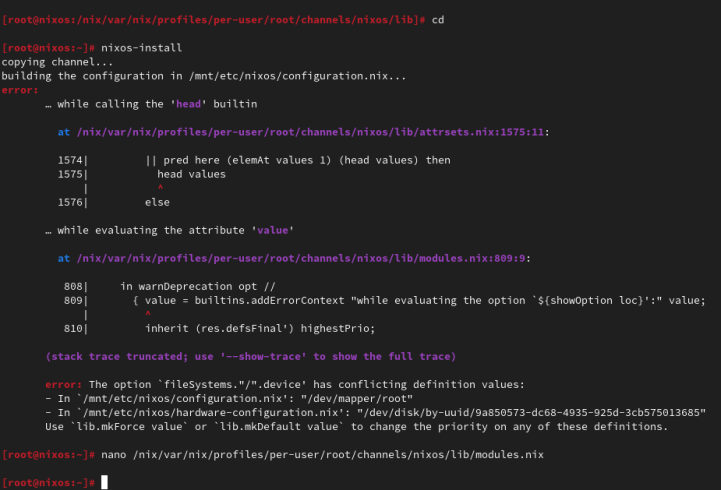 [root@nixos:/nix/var/nix/profiles/per-user/root/channels/nixos/lib]# cd
[root@nixos:~]# nixos-install
copying channel...
building the configuration in /mnt/etc/nixos/configuration.nix...
error:
… while calling the 'head' builtin
at /nix/var/nix/profiles/per-user/root/channels/nixos/lib/attrsets.nix:1575:11:
1574| || pred here (elemAt values 1) (head values) then
1575| head values
| ^
1576| else
… while evaluating the attribute 'value'
at /nix/var/nix/profiles/per-user/root/channels/nixos/lib/modules.nix:809:9:
808| in warnDeprecation opt //
809| { value = builtins.addErrorContext "while evaluating the option `${showOption loc}':" value;
| ^
810| inherit (res.defsFinal') highestPrio;
(stack trace truncated; use '--show-trace' to show the full trace)
error: The option `fileSystems."/".device' has conflicting definition values:
- In `/mnt/etc/nixos/configuration.nix': "/dev/mapper/root"
- In `/mnt/etc/nixos/hardware-configuration.nix': "/dev/disk/by-uuid/9a850573-dc68-4935-925d-3cb575013685"
Use `lib.mkForce value` or `lib.mkDefault value` to change the priority on any of these definitions.
[root@nixos:~]# nano /nix/var/nix/profiles/per-user/root/channels/nixos/lib/modules.nix
[root@nixos:~]#